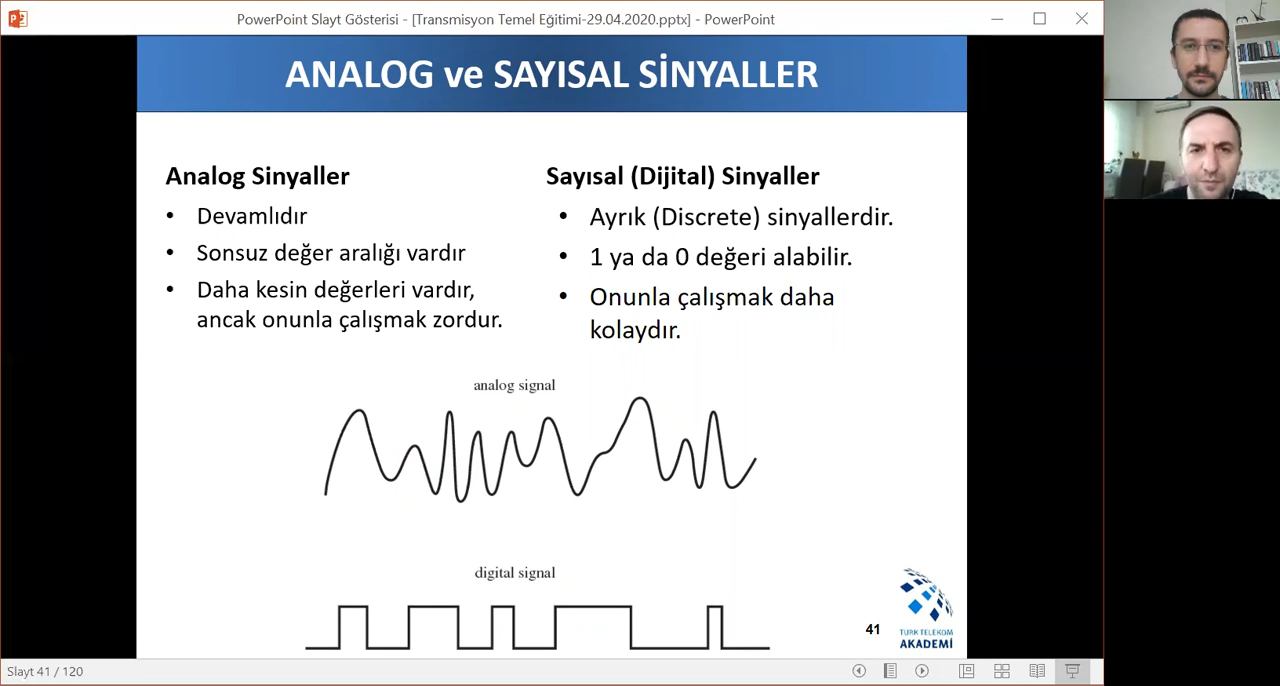 PowerPoint Slayt Gösterisi - [Transmisyon Temel Eğitimi-29.04.2020.pptx] - PowerPoint
ANALOG ve SAYISAL SİNYALLER
Analog Sinyaller
• Devamlıdır
• Sonsuz değer aralığı vardır
• Daha kesin değerleri vardır,
ancak onunla çalışmak zordur.
Sayısal (Dijital) Sinyaller
• Ayrık (Discrete) sinyallerdir.
• 1 ya da 0 değeri alabilir.
• Onunla çalışmak daha
kolaydır.
analog signal
digital signal
41
TÜRK TELEKOM
AKADEMİ
Slayt 41 / 120